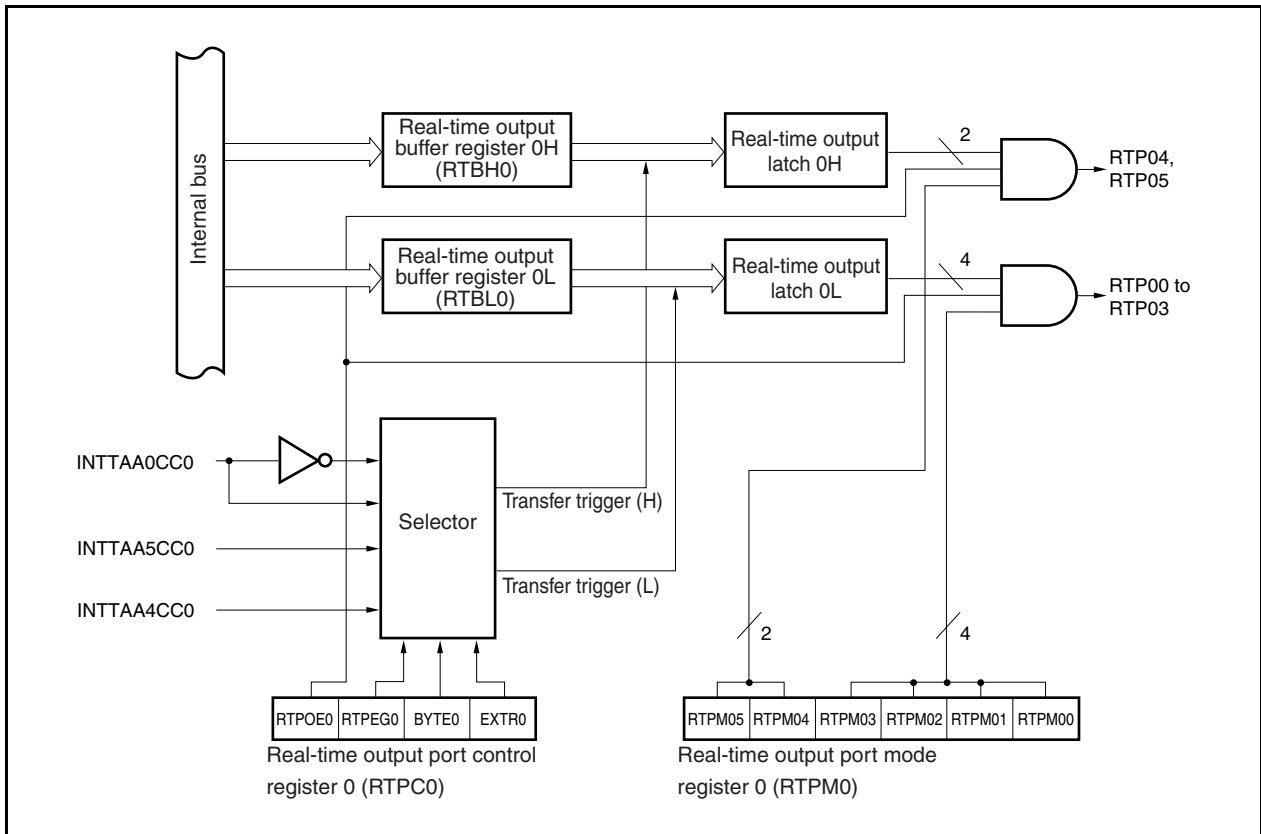 Internal bus
Real-time output
buffer register 0H
(RTBH0)
Real-time output
latch 0H
2
RTP04,
RTP05
Real-time output
buffer register 0L
(RTBL0)
Real-time output
latch 0L
4
RTP00 to
RTP03
INTTAA0CC0
INTTAA5CC0
INTTAA4CC0
Selector
Transfer trigger (H)
Transfer trigger (L)
2
4
RTPOE0 RTPEG0 BYTE0 EXTR0
Real-time output port control
register 0 (RTPC0)
RTPM05 RTPM04 RTPM03 RTPM02 RTPM01 RTPM00
Real-time output port mode
register 0 (RTPM0)